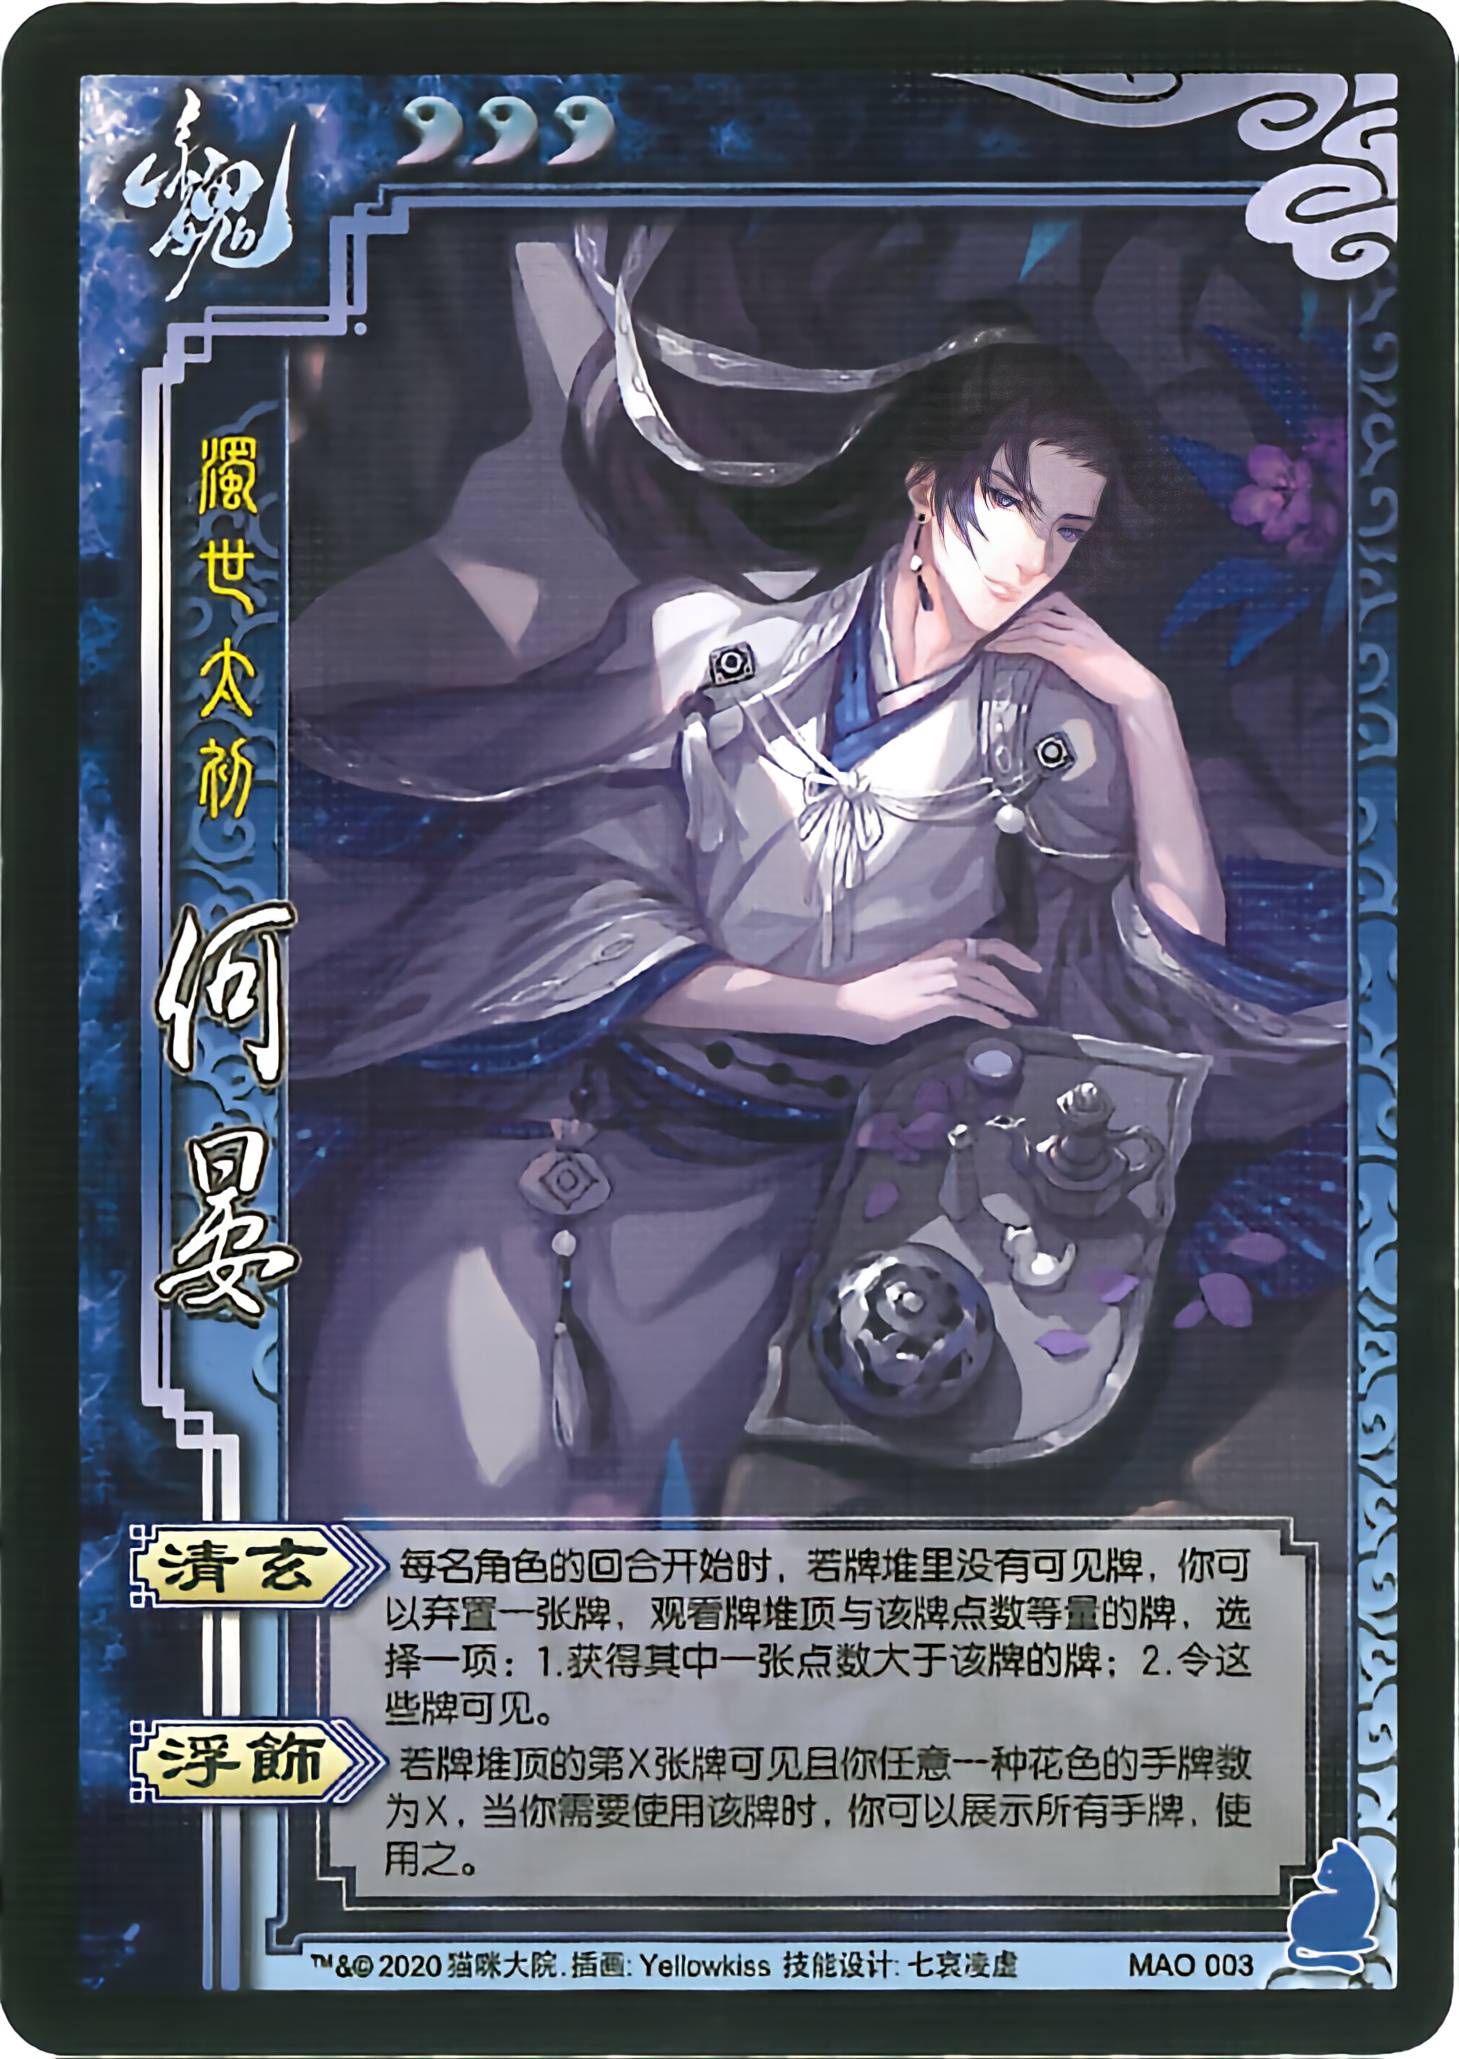 魏
濁世太初
何晏
清玄
每名角色的回合开始时，若牌堆里没有可见牌，你可
以弃置一张牌，观看牌堆顶与该牌点数等量的牌，选
择一项：1.获得其中一张点数大于该牌的牌；2.令这
些牌可见。
浮飾
若牌堆顶的第X张牌可见且你任意一种花色的手牌数
为X，当你需要使用该牌时，你可以展示所有手牌，使
用之。
™&© 2020 猫咪大院.插画: Yellowkiss 技能设计: 七哀凌虚
MAO 003